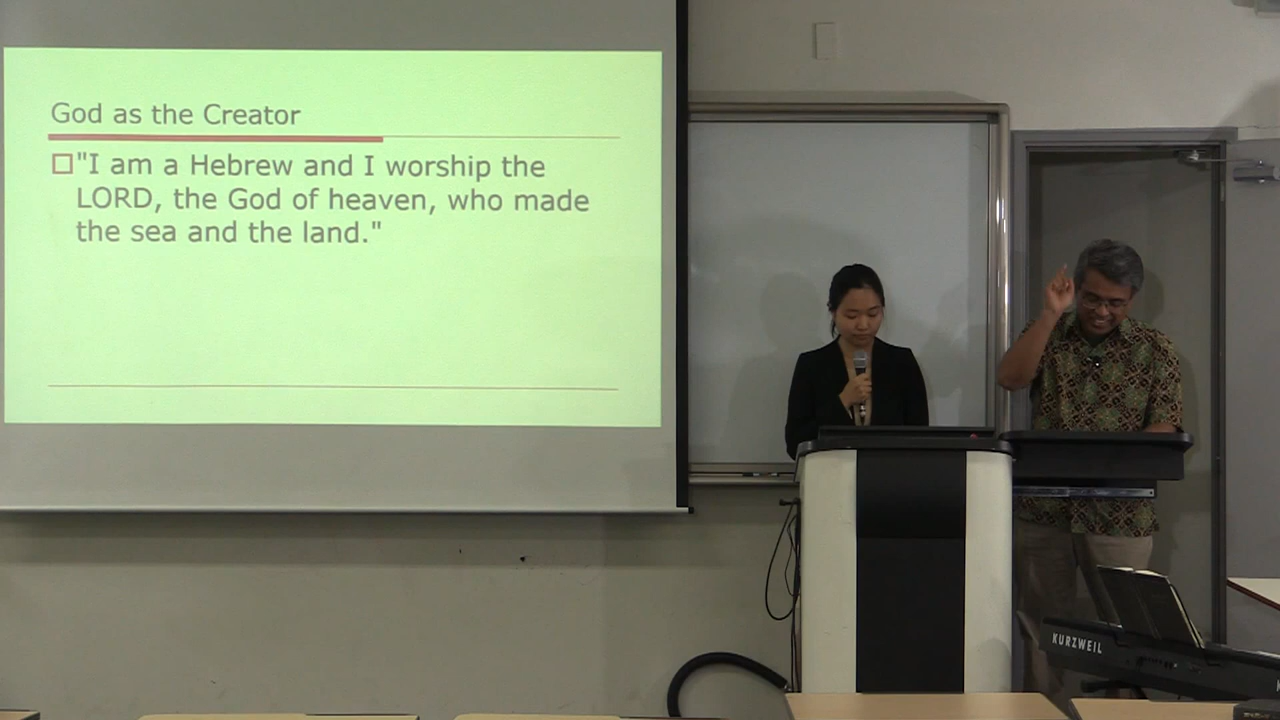 God as the Creator
"I am a Hebrew and I worship the
LORD, the God of heaven, who made
the sea and the land."
KURZWEIL